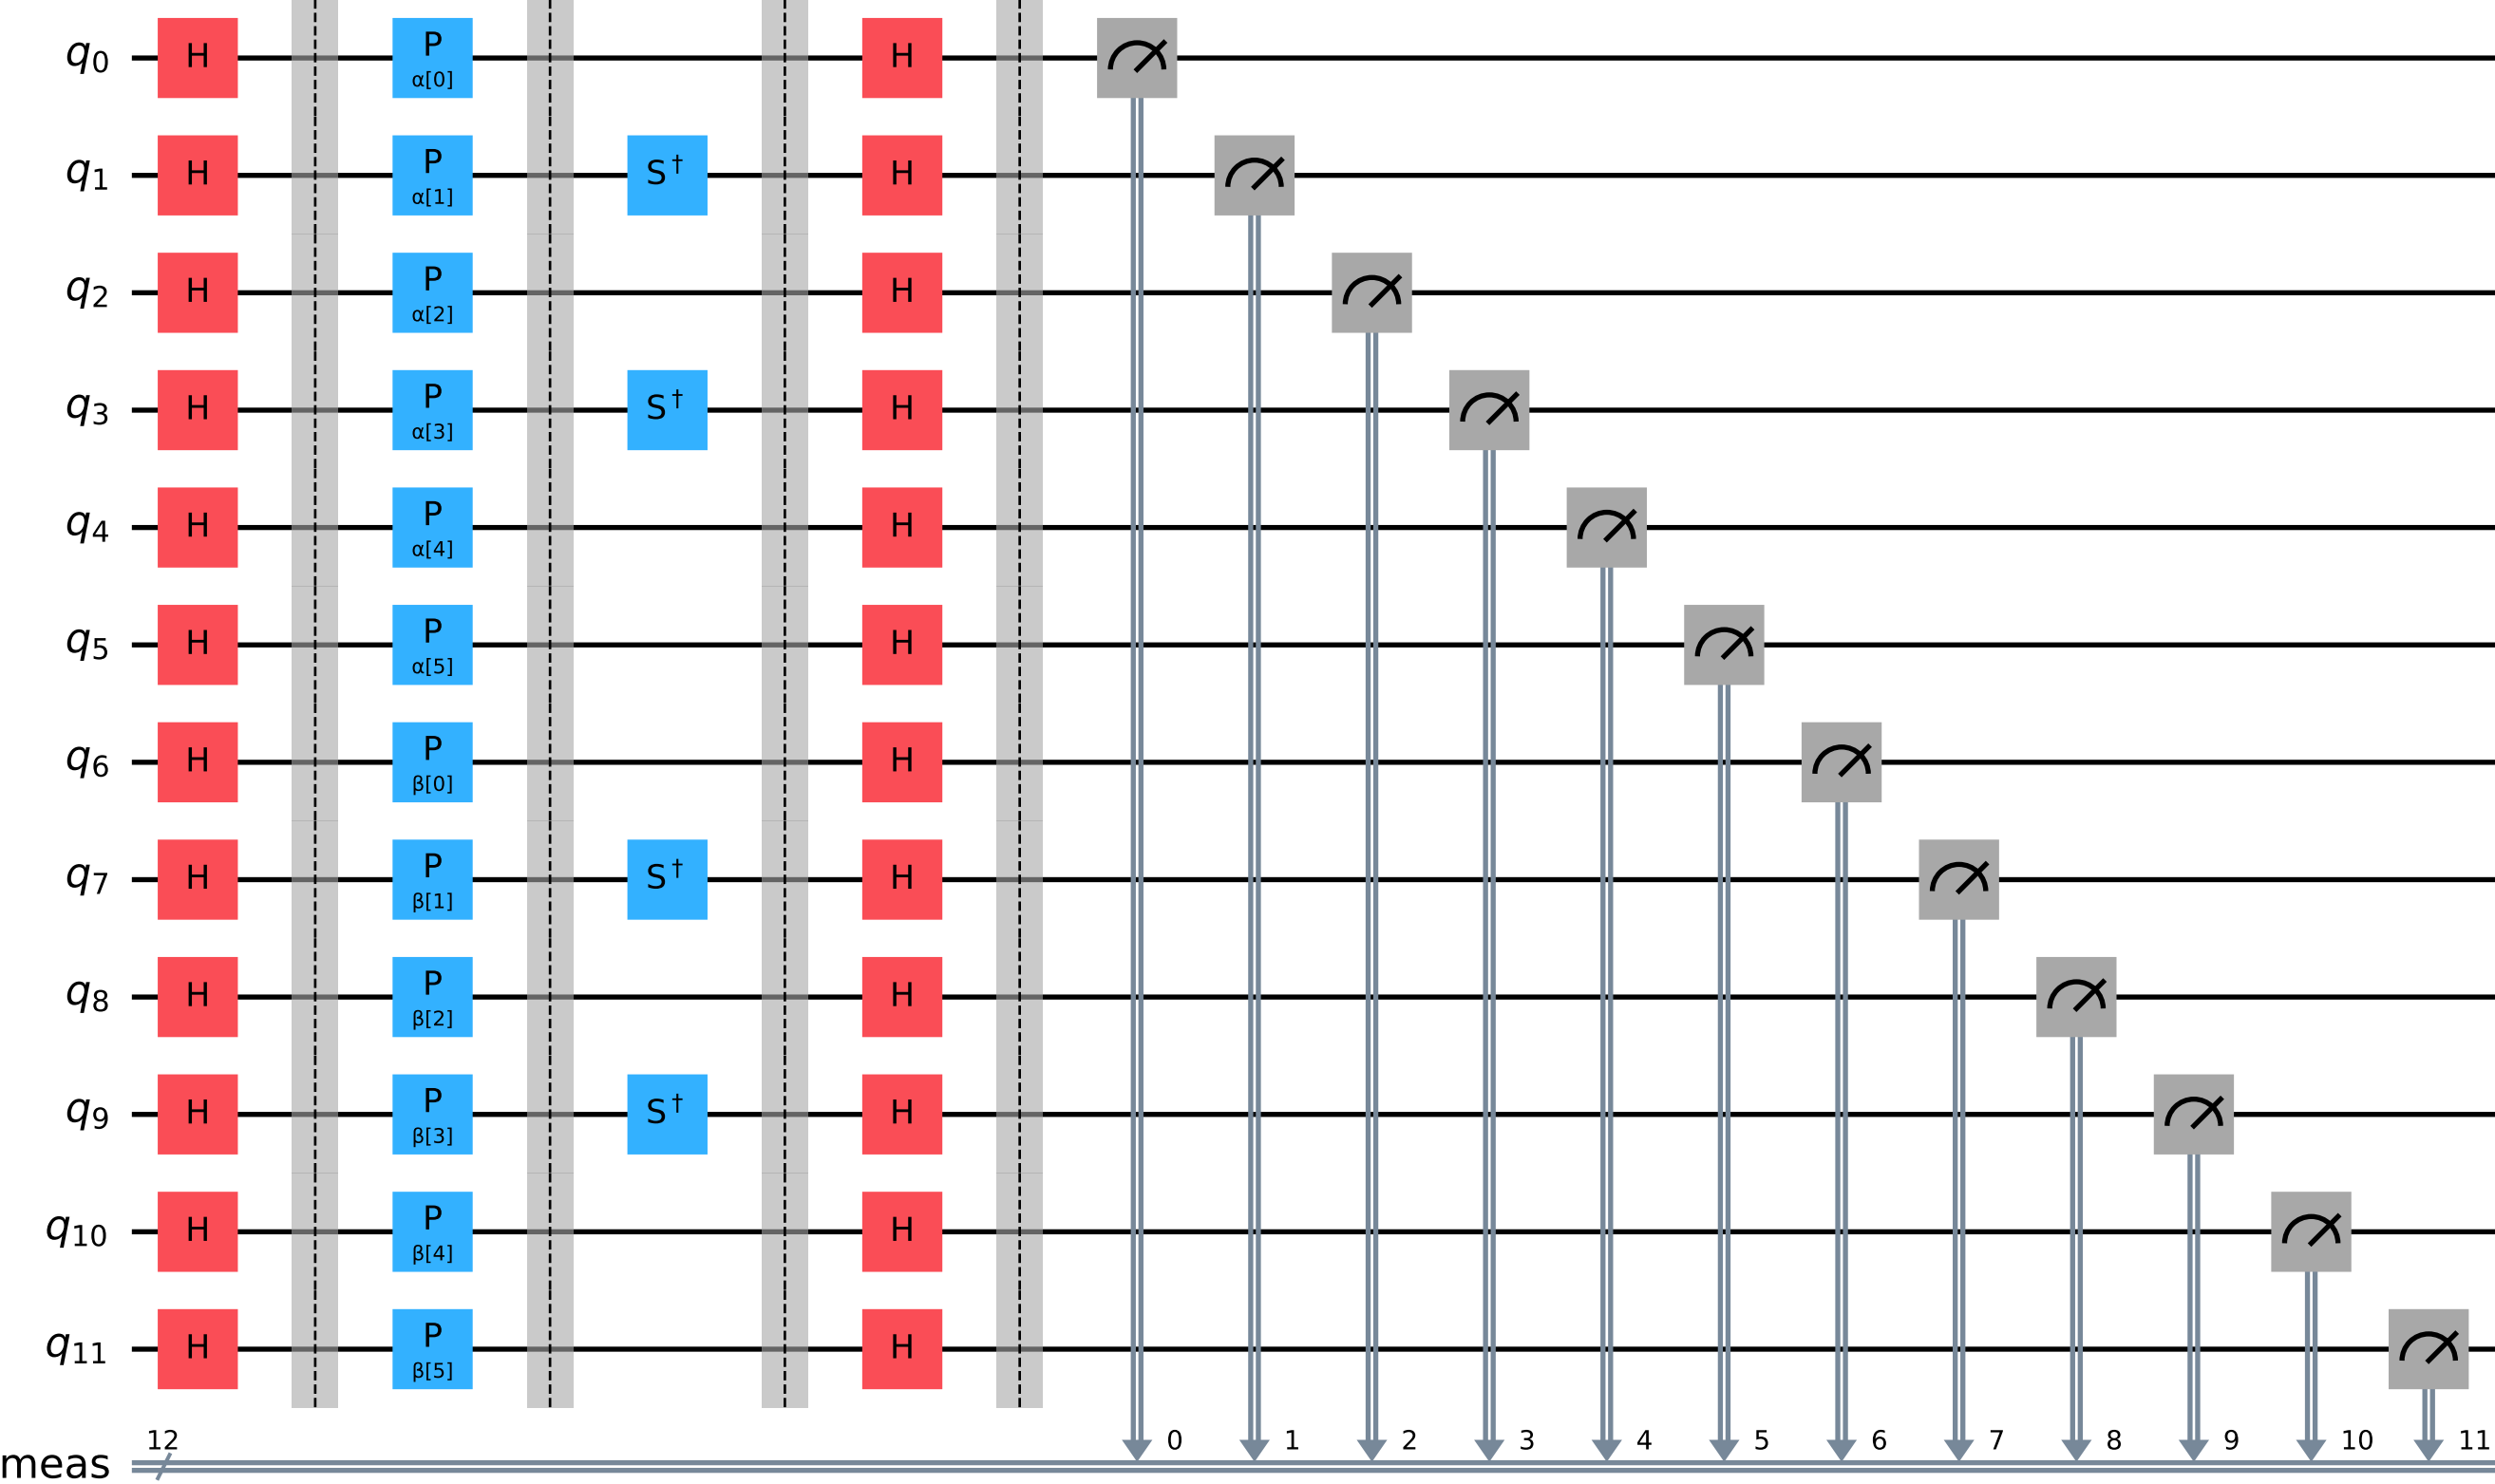 q0 H P α[0] H
q1 H P α[1] S† H
q2 H P α[2] H
q3 H P α[3] S† H
q4 H P α[4] H
q5 H P α[5] H
q6 H P β[0] H
q7 H P β[1] S† H
q8 H P β[2] H
q9 H P β[3] S† H
q10 H P β[4] H
q11 H P β[5] H
meas 12 0 1 2 3 4 5 6 7 8 9 10 11